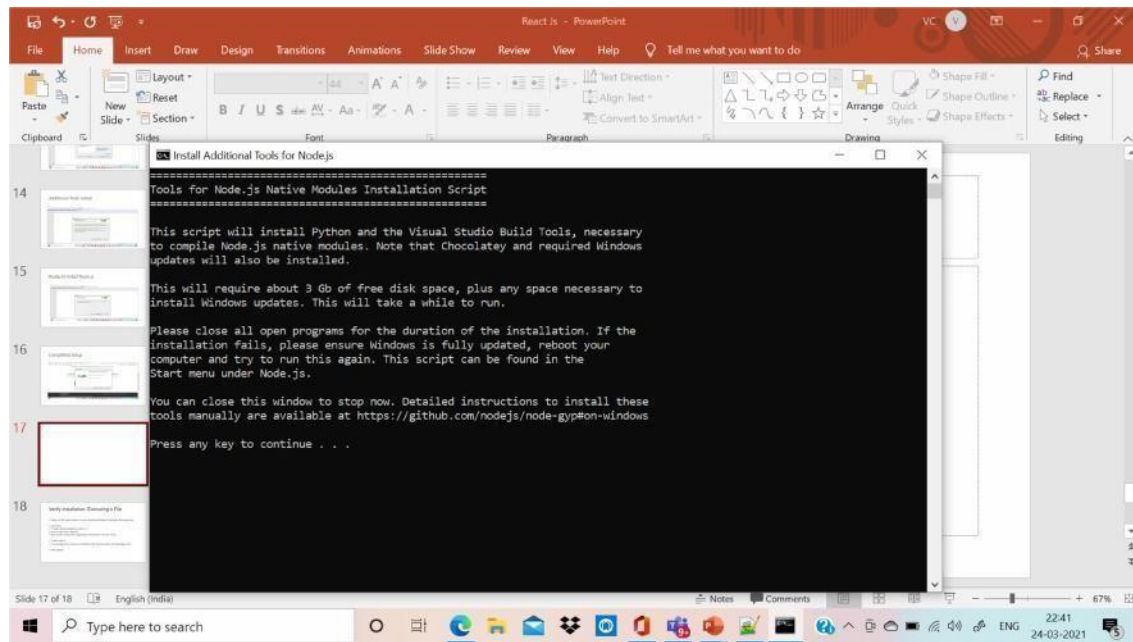 React Js - PowerPoint
VC
V
File Home Insert Draw Design Transitions Animations Slide Show Review View Help Tell me what you want to do
Share
Paste
New Slide
Layout
Reset
Section
44
B I U S
Aa
A
Text Direction
Align Text
Convert to SmartArt
Arrange
Quick Styles
Shape Fill
Shape Outline
Shape Effects
Find
Replace
Select
Clipboard
Slides
Font
Paragraph
Drawing
Editing
Install Additional Tools for Node.js
=====================================================
Tools for Node.js Native Modules Installation Script
=====================================================
This script will install Python and the Visual Studio Build Tools, necessary
to compile Node.js native modules. Note that Chocolatey and required Windows
updates will also be installed.
This will require about 3 Gb of free disk space, plus any space necessary to
install Windows updates. This will take a while to run.
Please close all open programs for the duration of the installation. If the
installation fails, please ensure Windows is fully updated, reboot your
computer and try to run this again. This script can be found in the
Start menu under Node.js.
You can close this window to stop now. Detailed instructions to install these
tools manually are available at https://github.com/nodejs/node-gyp#on-windows
Press any key to continue . . .
14
15
16
17
18
Verify installation: Executing a File
Slide 17 of 18
English (India)
Notes
Comments
67%
Type here to search
ENG
22:41
24-03-2021
5